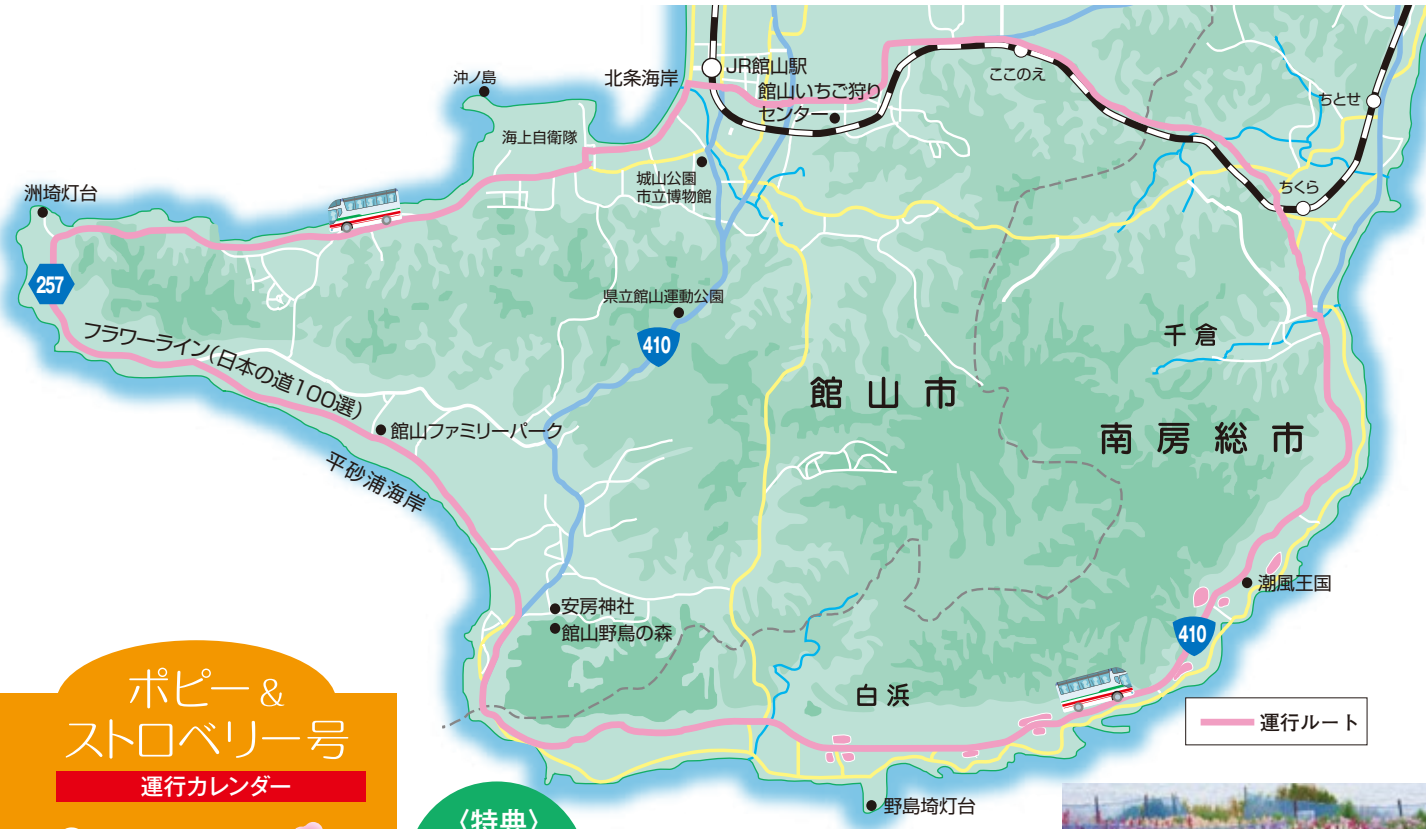 JR館山駅
北条海岸
館山いちご狩り
センター
ここのえ
ちとせ
沖ノ島
海上自衛隊
城山公園
市立博物館
ちくら
洲埼灯台
257
県立館山運動公園
410
千倉
フラワーライン(日本の道100選)
館山市
館山ファミリーパーク
南房総市
平砂浦海岸
潮風王国
安房神社
館山野鳥の森
410
白浜
運行ルート
野島埼灯台
ポピー&
ストロベリー号
運行カレンダー
〈特典〉